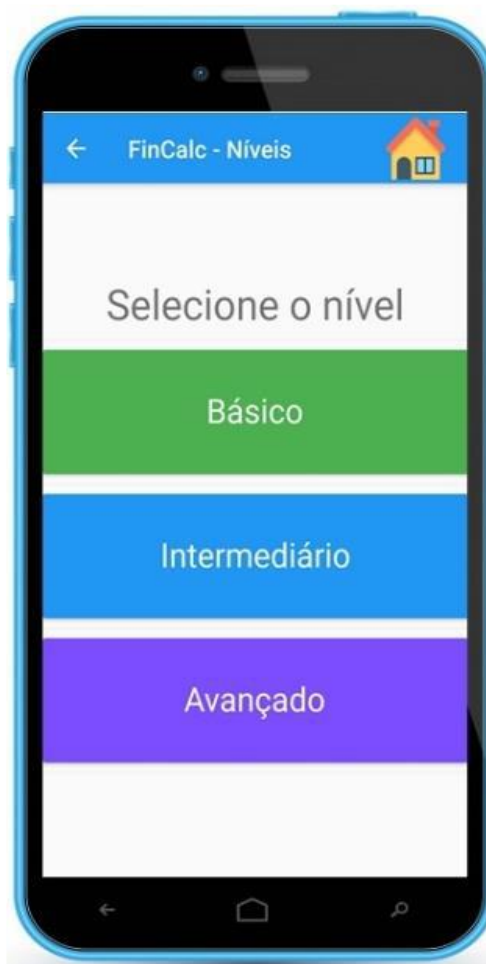 FinCalc - Níveis
Selecione o nível
Básico
Intermediário
Avançado